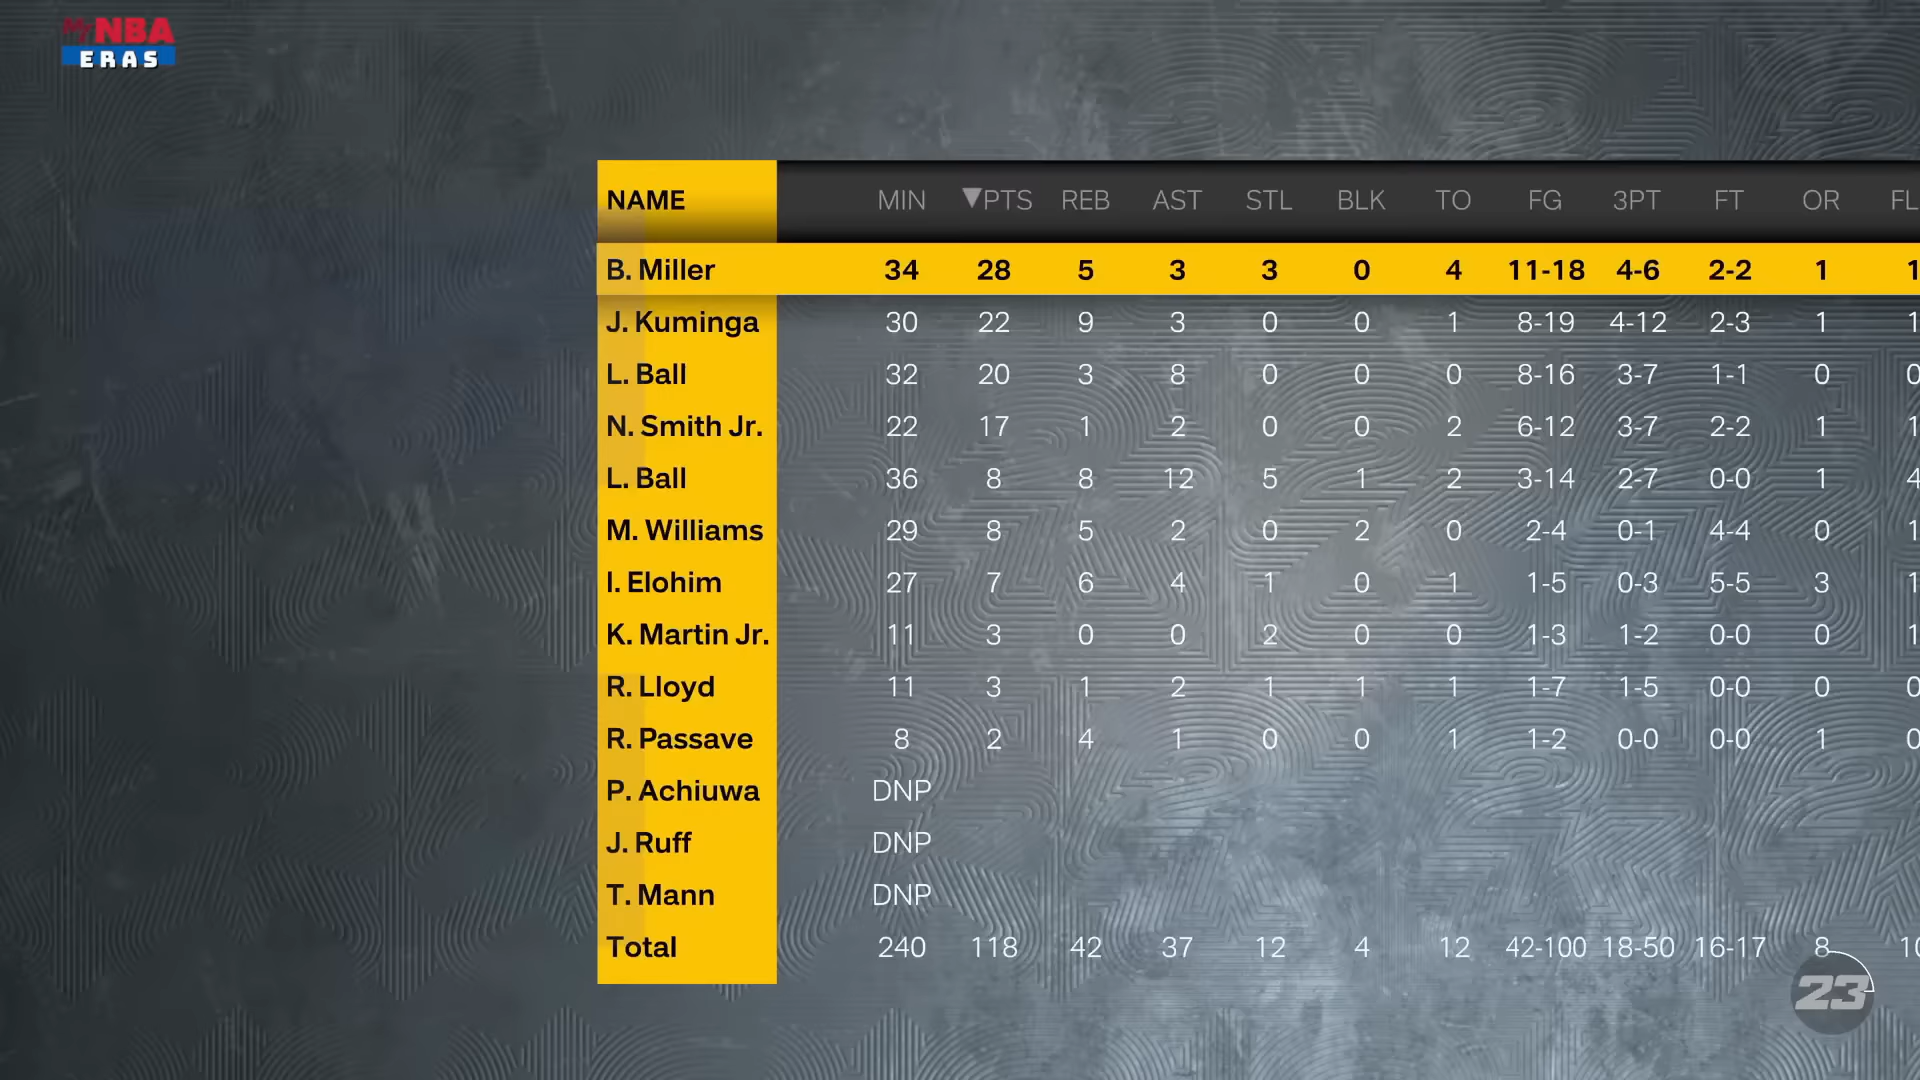 MyNBA
ERAS
NAME MIN ▼PTS REB AST STL BLK TO FG 3PT FT OR FL
B. Miller 34 28 5 3 3 0 4 11-18 4-6 2-2 1 1
J. Kuminga 30 22 9 3 0 0 1 8-19 4-12 2-3 1 1
L. Ball 32 20 3 8 0 0 0 8-16 3-7 1-1 0 0
N. Smith Jr. 22 17 1 2 0 0 2 6-12 3-7 2-2 1 1
L. Ball 36 8 8 12 5 1 2 3-14 2-7 0-0 1 4
M. Williams 29 8 5 2 0 2 0 2-4 0-1 4-4 0 1
I. Elohim 27 7 6 4 1 0 1 1-5 0-3 5-5 3 1
K. Martin Jr. 11 3 0 0 2 0 0 1-3 1-2 0-0 0 1
R. Lloyd 11 3 1 2 1 1 1 1-7 1-5 0-0 0 0
R. Passave 8 2 4 1 0 0 1 1-2 0-0 0-0 1 0
P. Achiuwa DNP
J. Ruff DNP
T. Mann DNP
Total 240 118 42 37 12 4 12 42-100 18-50 16-17 8 10
23